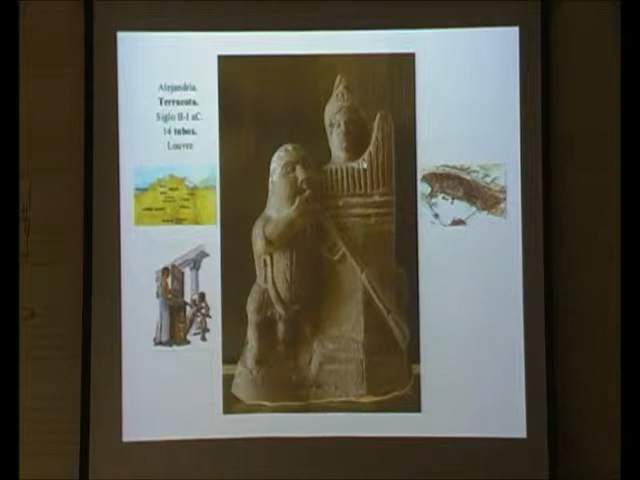 Alejandría.
Terracota.
Siglo II-I aC.
14 tubos.
Louvre